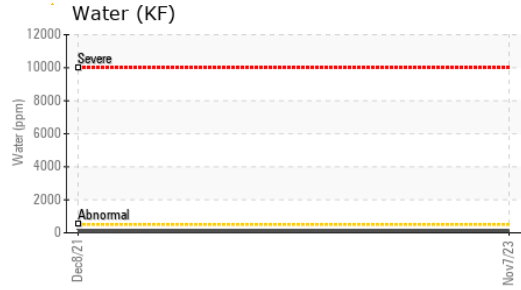 Water (KF)
12000
Severe
10000
8000
6000
Water (ppm)
4000
2000
Abnormal
0
Dec8/21
Nov7/23